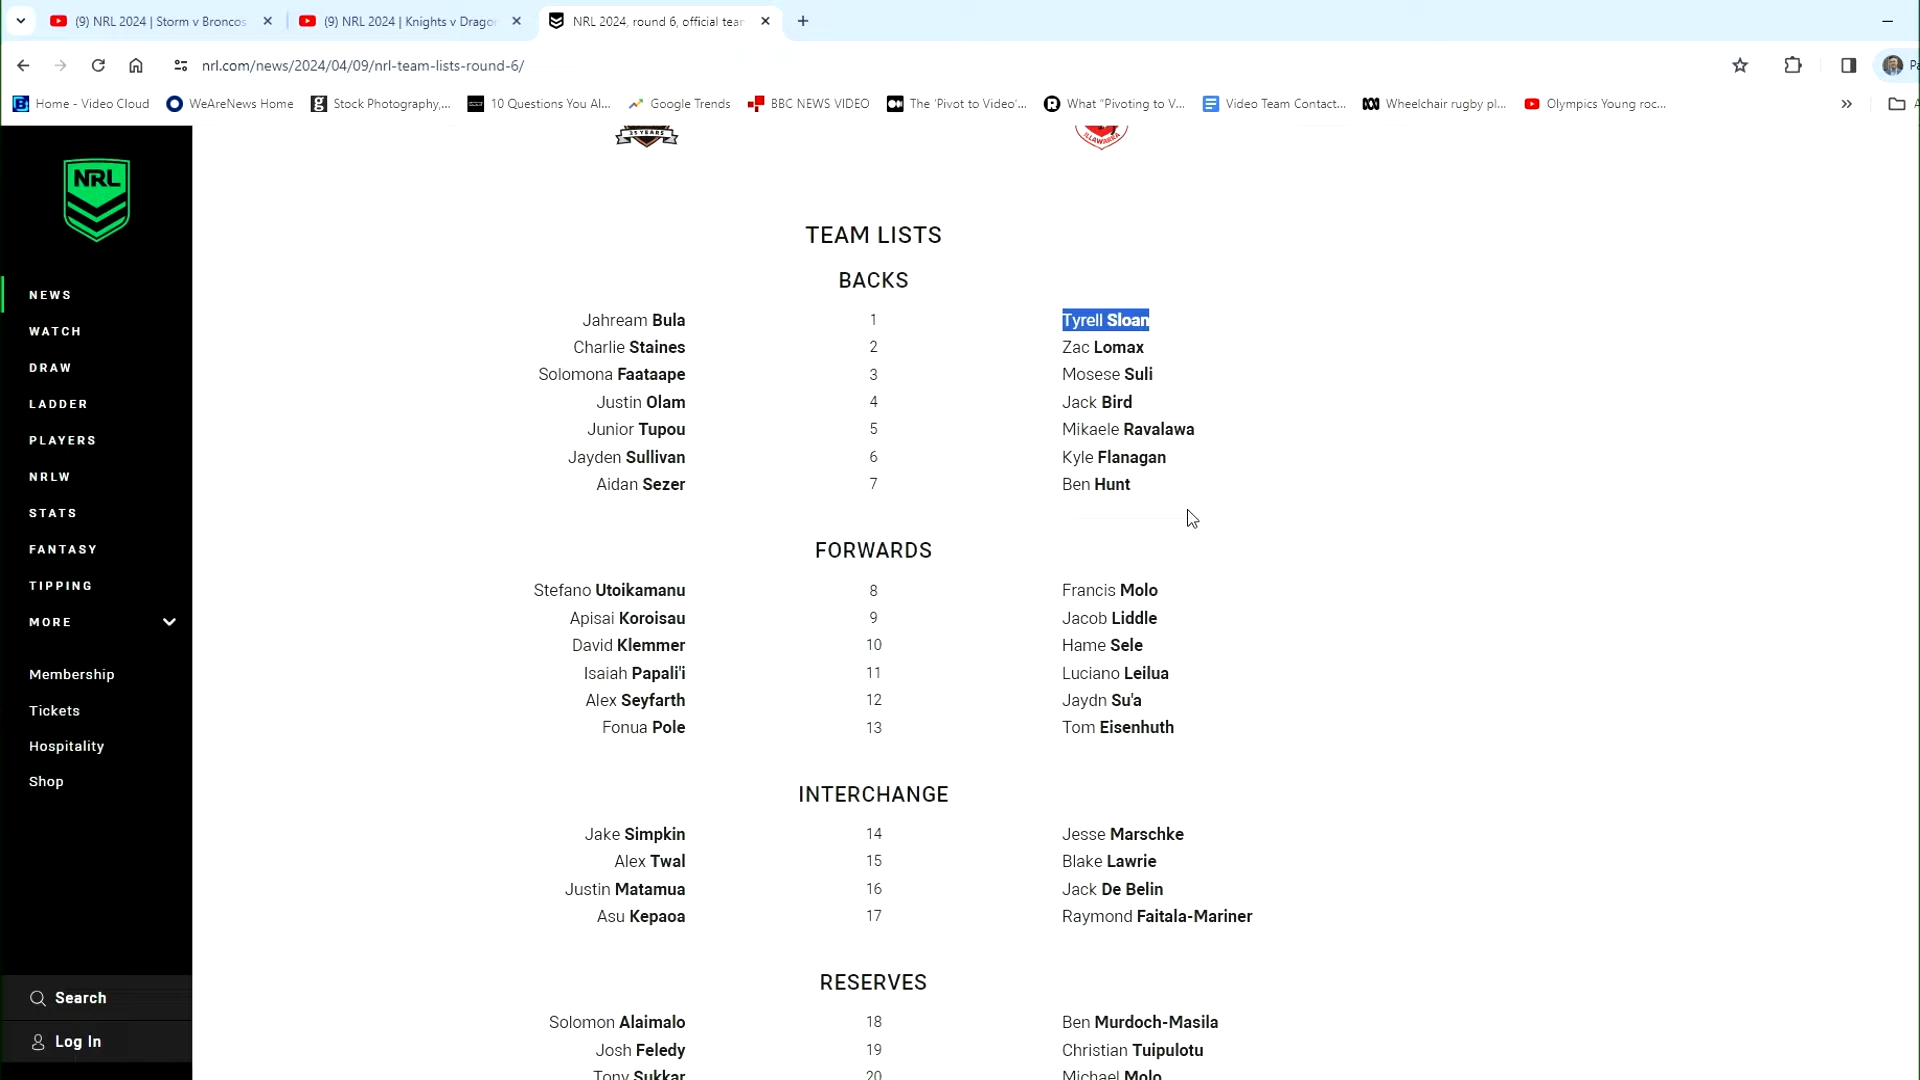 (9) NRL 2024 | Storm v Broncos
(9) NRL 2024 | Knights v Drago
NRL 2024, round 6, official tea
nrl.com/news/2024/04/09/nrl-team-lists-round-6/
Pa
Home - Video Cloud
WeAreNews Home
Stock Photography,...
10 Questions You Al...
Google Trends
BBC NEWS VIDEO
The 'Pivot to Video'...
What "Pivoting to V...
Video Team Contact...
Wheelchair rugby pl...
Olympics Young roc...
»
NRL
NEWS
WATCH
DRAW
LADDER
PLAYERS
NRLW
STATS
FANTASY
TIPPING
MORE
Membership
Tickets
Hospitality
Shop
Search
Log In
25 YEARS
ILLAWARRA
TEAM LISTS
BACKS
Jahream Bula 1 Tyrell Sloan
Charlie Staines 2 Zac Lomax
Solomona Faataape 3 Mosese Suli
Justin Olam 4 Jack Bird
Junior Tupou 5 Mikaele Ravalawa
Jayden Sullivan 6 Kyle Flanagan
Aidan Sezer 7 Ben Hunt
FORWARDS
Stefano Utoikamanu 8 Francis Molo
Apisai Koroisau 9 Jacob Liddle
David Klemmer 10 Hame Sele
Isaiah Papali'i 11 Luciano Leilua
Alex Seyfarth 12 Jaydn Su'a
Fonua Pole 13 Tom Eisenhuth
INTERCHANGE
Jake Simpkin 14 Jesse Marschke
Alex Twal 15 Blake Lawrie
Justin Matamua 16 Jack De Belin
Asu Kepaoa 17 Raymond Faitala-Mariner
RESERVES
Solomon Alaimalo 18 Ben Murdoch-Masila
Josh Feledy 19 Christian Tuipulotu
Tony Sukkar 20 Michael Molo